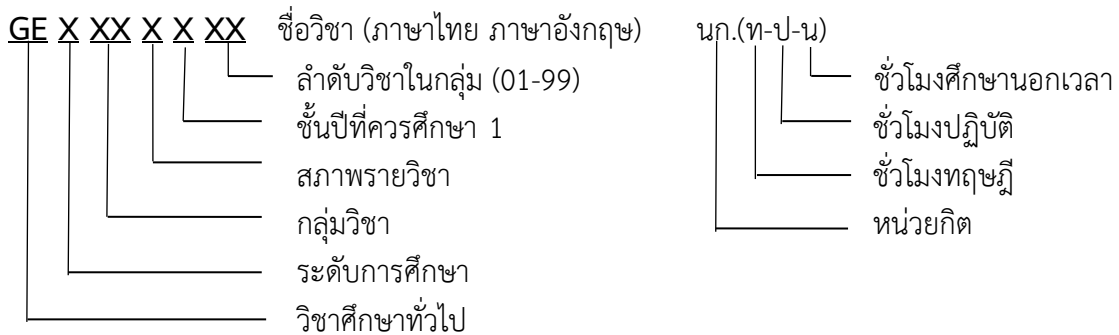 GE X XX X X XX ชื่อวิชา (ภาษาไทย ภาษาอังกฤษ) นก.(ท-ป-น)
ลำดับวิชาในกลุ่ม (01-99) ชั่วโมงศึกษานอกเวลา
ชั้นปีที่ควรศึกษา 1 ชั่วโมงปฏิบัติ
สภาพรายวิชา ชั่วโมงทฤษฎี
กลุ่มวิชา หน่วยกิต
ระดับการศึกษา
วิชาศึกษาทั่วไป